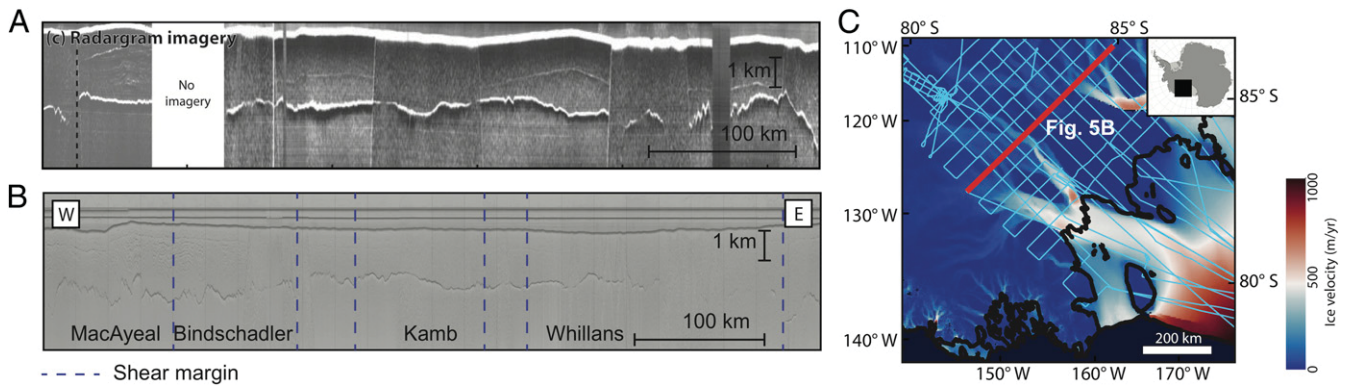 A
(c) Radargram imagery
No
imagery
1 km
100 km
B
W
E
1 km
MacAyeal
Bindschadler
Kamb
Whillans
100 km
Shear margin
C
80° S
85° S
110° W
120° W
130° W
140° W
85° S
80° S
Fig. 5B
200 km
150° W
160° W
170° W
1000
500
0
Ice velocity (m/yr)